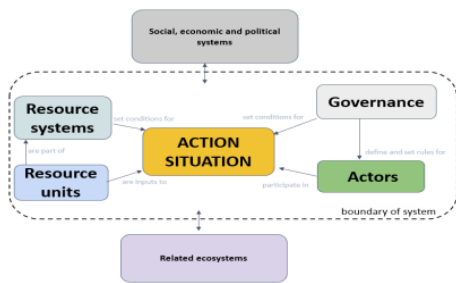 Social, economic and political
systems
Resource
systems
set conditions for
set conditions for
Governance
ACTION
SITUATION
are part of
define and set rules for
Resource
units
are inputs to
participate in
Actors
boundary of system
Related ecosystems